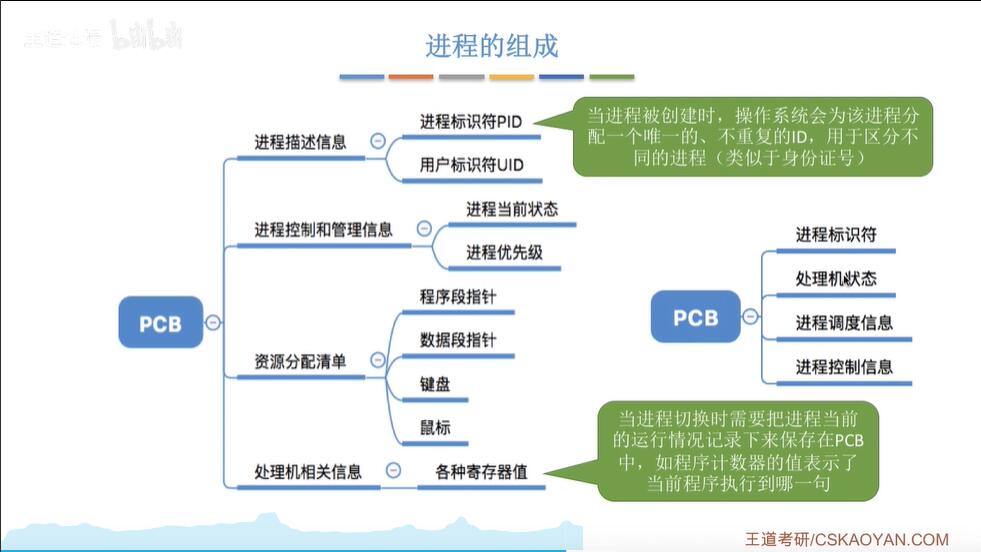 王道考研 bilibili
进程的组成
进程描述信息
进程标识符PID
用户标识符UID
当进程被创建时，操作系统会为该进程分
配一个唯一的、不重复的ID，用于区分不
同的进程（类似于身份证号）
进程控制和管理信息
进程当前状态
进程优先级
PCB
资源分配清单
程序段指针
数据段指针
键盘
鼠标
处理机相关信息
各种寄存器值
PCB
进程标识符
处理机状态
进程调度信息
进程控制信息
当进程切换时需要把进程当前
的运行情况记录下来保存在PCB
中，如程序计数器的值表示了
当前程序执行到哪一句
王道考研/CSKAOYAN.COM